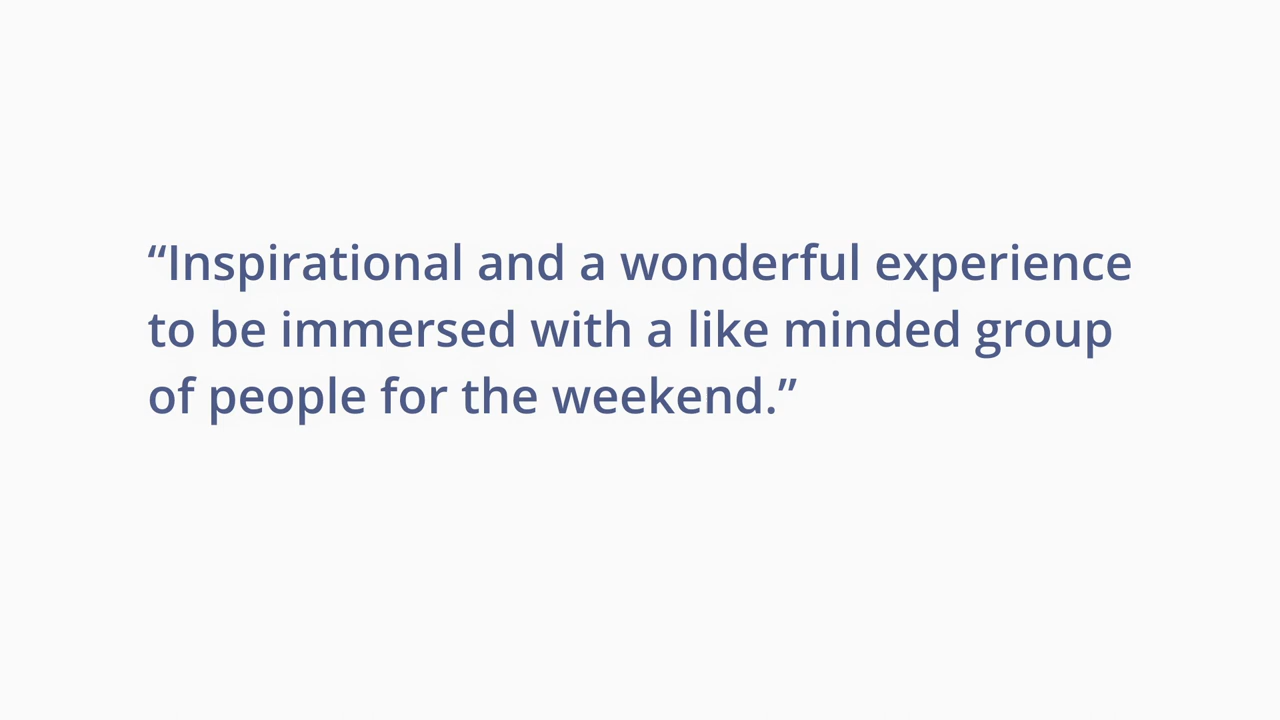 “Inspirational and a wonderful experience
to be immersed with a like minded group
of people for the weekend.”